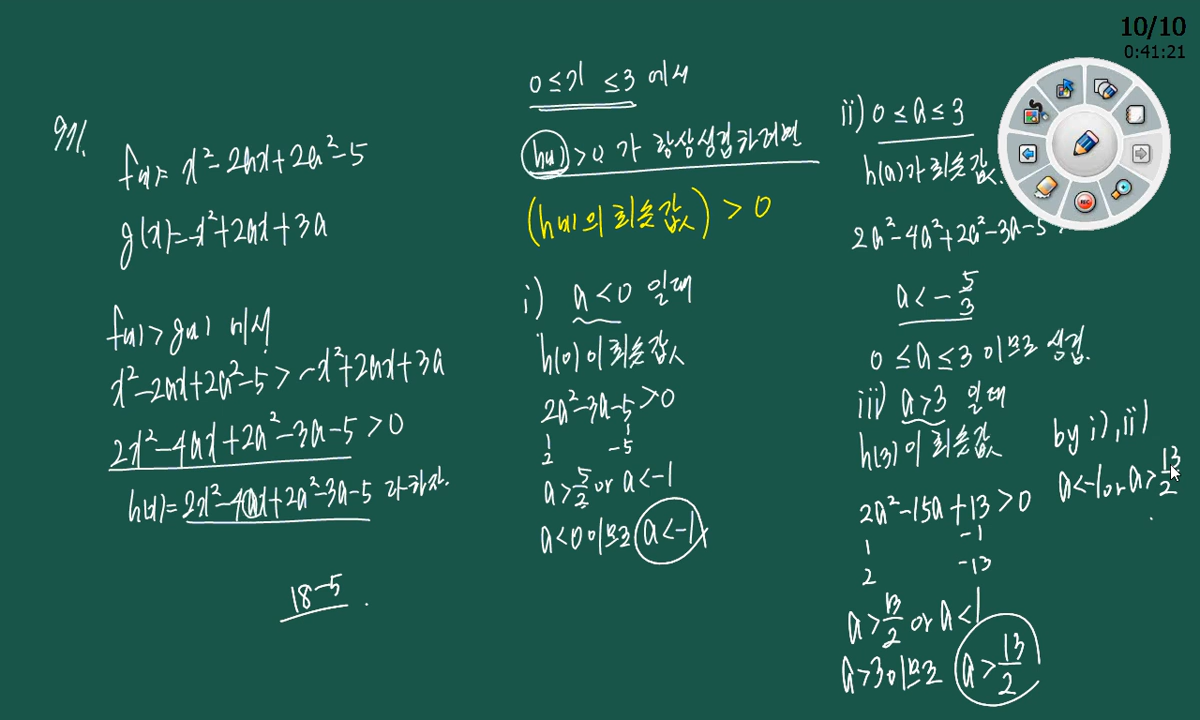 10/10
0:41:21
971.
f(x)= x²-2ax+2a²-5
g(x)=-x²+2ax+3a
f(x)>g(x) 에서
x²-2ax+2a²-5>-x²+2ax+3a
2x²-4ax+2a²-3a-5>0
h(x)=2x²-4ax+2a²-3a-5 라하자.
18-5
0≤x≤3 에서
h(x)>0 가 항상성립하려면
(h(x)의 최솟값)>0
i) a<0 일때
h(0)이 최솟값
2a²-3a-5>0
1 1
2 -5
a>5/2 or a<-1
a<0이므로 a<-1
ii) 0≤a≤3
h(a)가 최솟값.
2a²-4a²+2a²-3a-5>
a<-5/3
0≤a≤3 이므로 성립.
iii) a>3 일때
h(3)이 최솟값
2a²-15a+13>0
1 -1
2 -13
a>13/2 or a<1
a>3이므로 a>13/2
by i), ii)
a<-1 or a>13/2